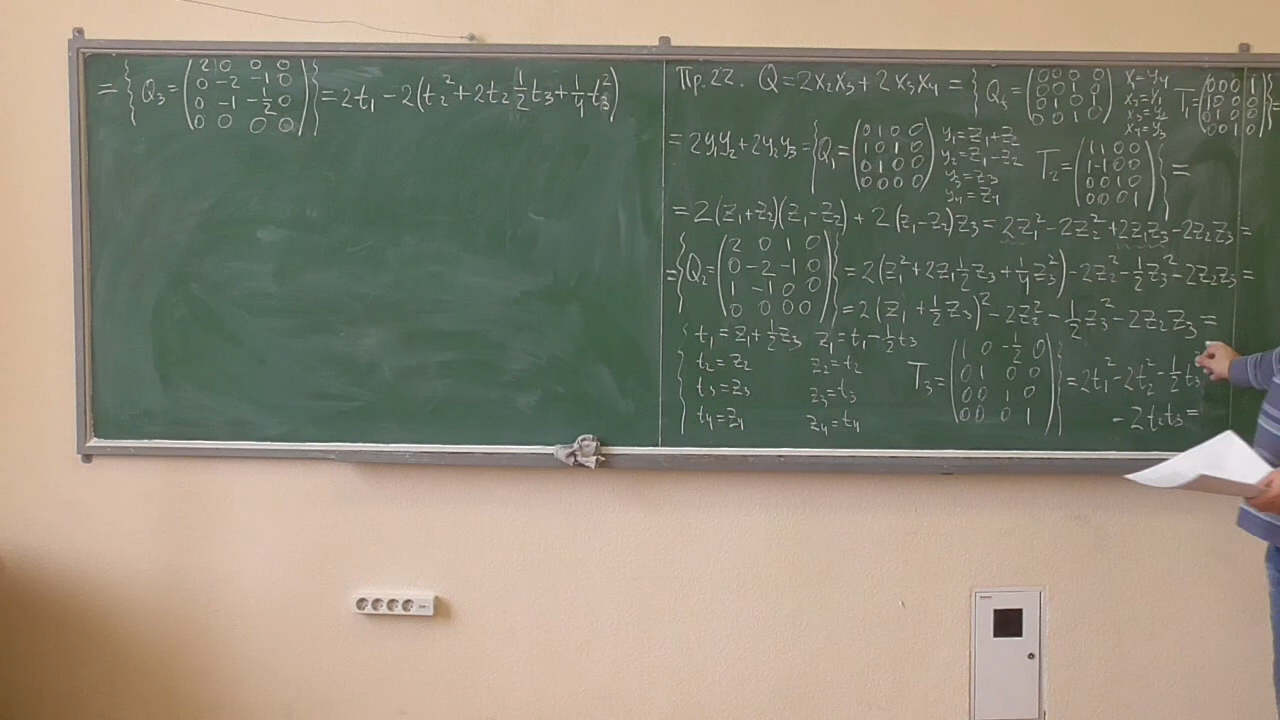 = { Q₃ = (2 0 0 0; 0 -2 -1 0; 0 -1 -1/2 0; 0 0 0 0) } = 2t₁ - 2(t₂² + 2t₂ 1/2 t₃ + 1/4 t₃²)
Пр.22. Q = 2x₂x₃ + 2x₃x₄ = { Q₀ = (0 0 0 0; 0 0 1 0; 0 1 0 1; 0 0 1 0) x₁=y₄ x₂=y₁ x₃=y₂ x₄=y₃ T₁ = (0 0 0 1; 1 0 0 0; 0 1 0 0; 0 0 1 0) } =
= 2y₁y₂ + 2y₂y₃ = { Q₁ = (0 1 0 0; 1 0 1 0; 0 1 0 0; 0 0 0 0) y₁=z₁+z₂ y₂=z₁-z₂ y₃=z₃ y₄=z₄ T₂ = (1 1 0 0; 1 -1 0 0; 0 0 1 0; 0 0 0 1) } =
= 2(z₁+z₂)(z₁-z₂) + 2(z₁-z₂)z₃ = 2z₁² - 2z₂² + 2z₁z₃ - 2z₂z₃ =
= { Q₂ = (2 0 1 0; 0 -2 -1 0; 1 -1 0 0; 0 0 0 0) } = 2(z₁² + 2z₁ 1/2 z₃ + 1/4 z₃²) - 2z₂² - 1/2 z₃² - 2z₂z₃ =
= 2(z₁ + 1/2 z₃)² - 2z₂² - 1/2 z₃² - 2z₂z₃ =
{ t₁ = z₁ + 1/2 z₃ z₁ = t₁ - 1/2 t₃
t₂ = z₂ z₂ = t₂
t₃ = z₃ z₃ = t₃
t₄ = z₄ z₄ = t₄
T₃ = (1 0 -1/2 0; 0 1 0 0; 0 0 1 0; 0 0 0 1) } = 2t₁² - 2t₂² - 1/2 t₃
- 2t₂t₃ =